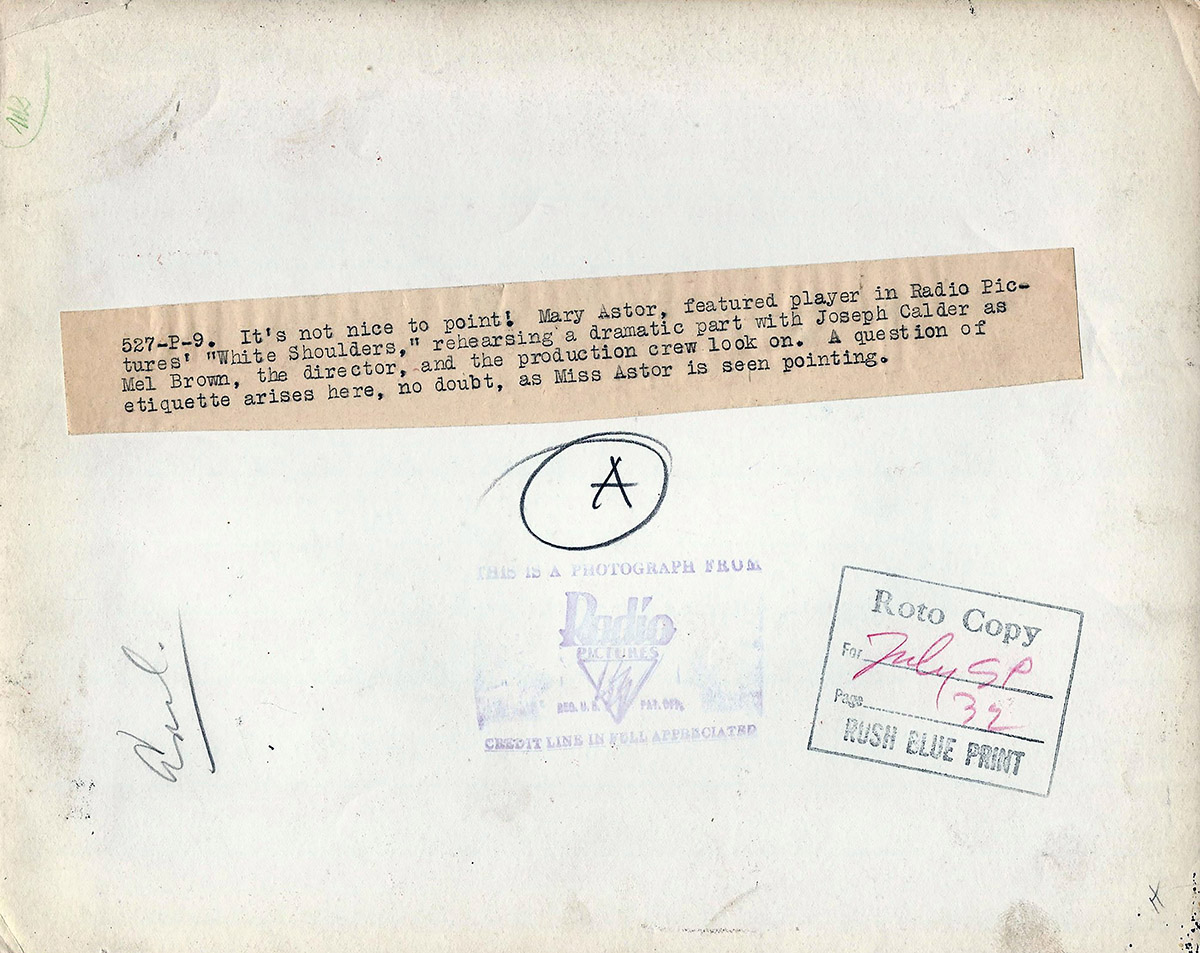 527-P-9. It's not nice to point! Mary Astor, featured player in Radio Pic-
tures' "White Shoulders," rehearsing a dramatic part with Joseph Calder as
Mel Brown, the director, and the production crew look on. A question of
etiquette arises here, no doubt, as Miss Astor is seen pointing.
A
THIS IS A PHOTOGRAPH FROM
Radio
PICTURES
REG. U.S. PAT. OFF.
CREDIT LINE IN FULL APPRECIATED
Roto Copy
For July SP
Page 32
RUSH BLUE PRINT